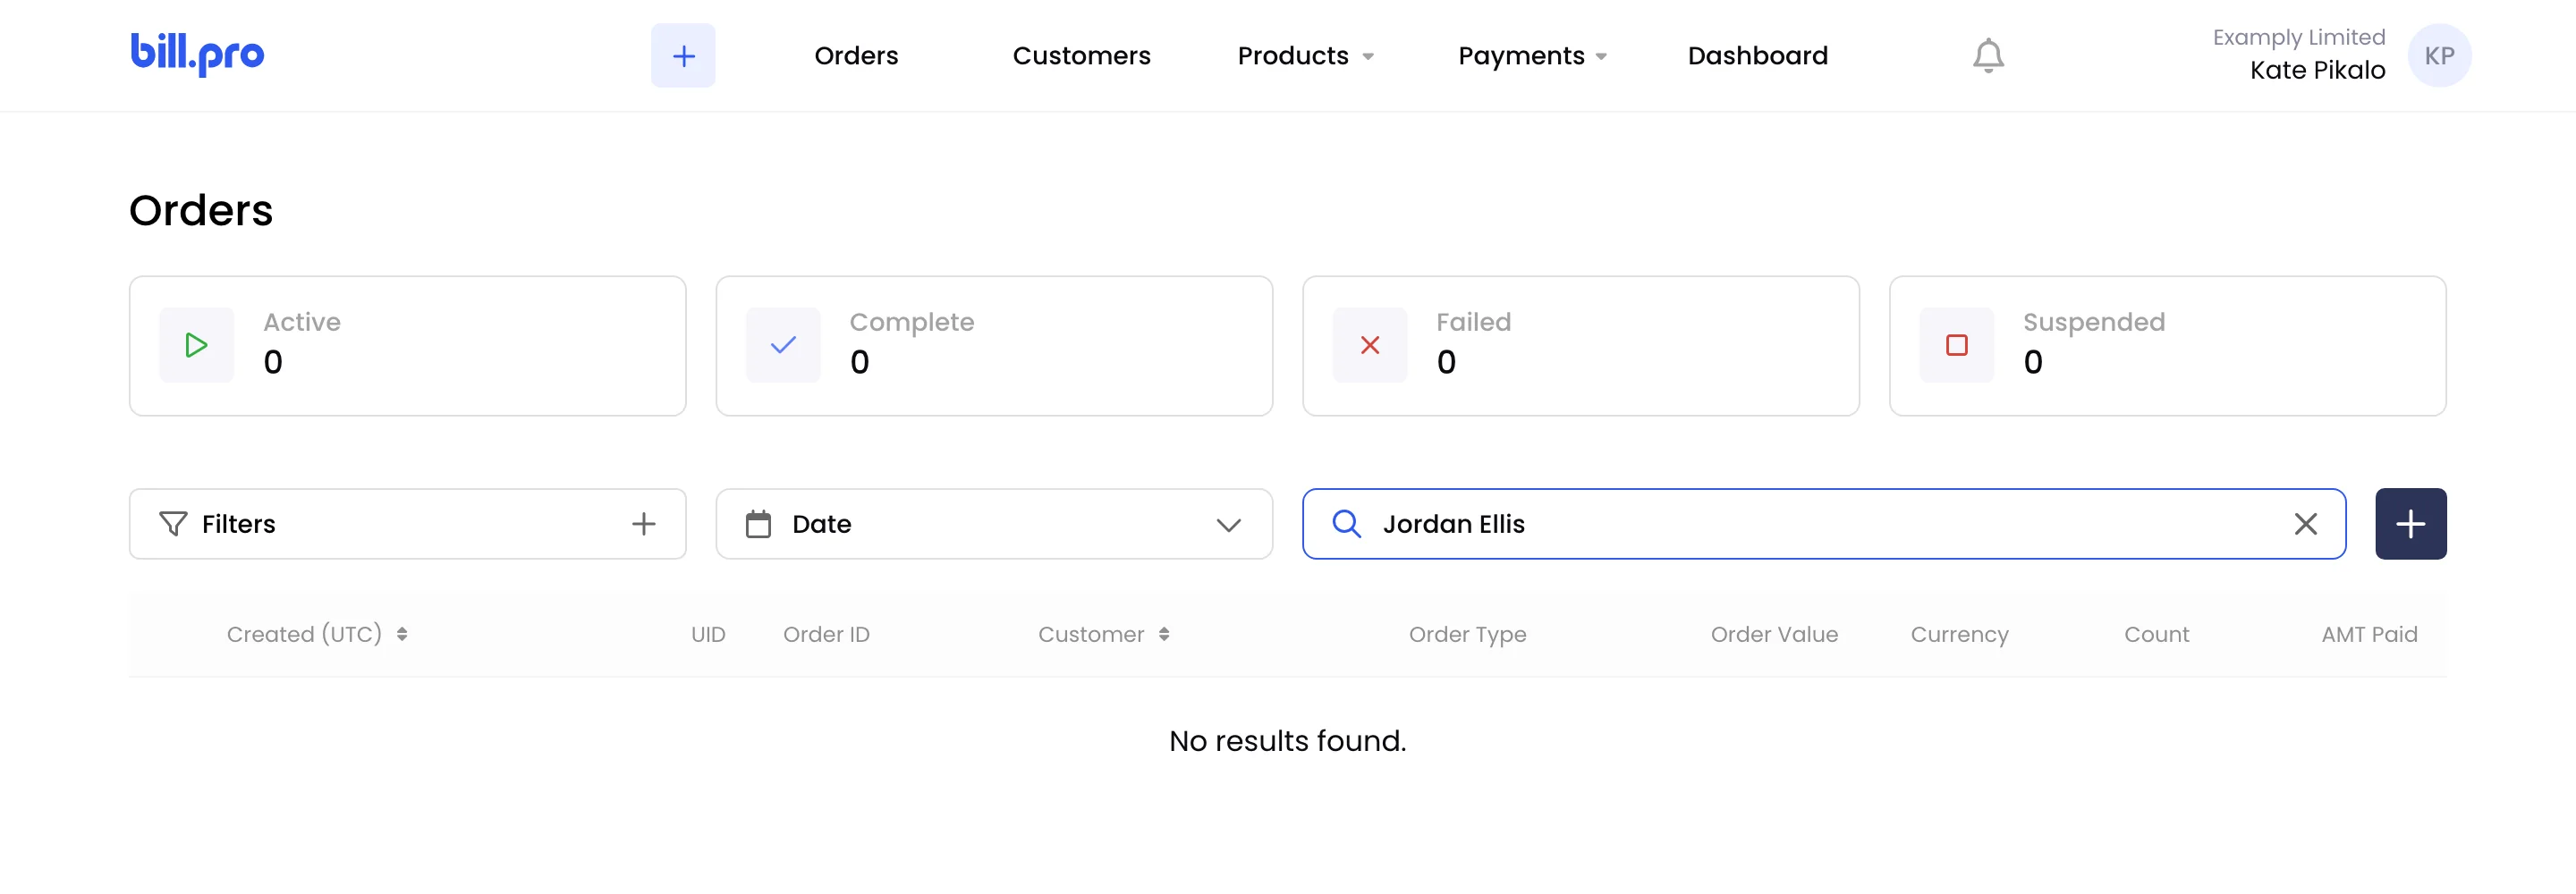 bill.pro
Orders Customers Products Payments Dashboard
Examply Limited
Kate Pikalo
KP
Orders
Active
0
Complete
0
Failed
0
Suspended
0
Filters
Date
Jordan Ellis
Created (UTC) UID Order ID Customer Order Type Order Value Currency Count AMT Paid
No results found.